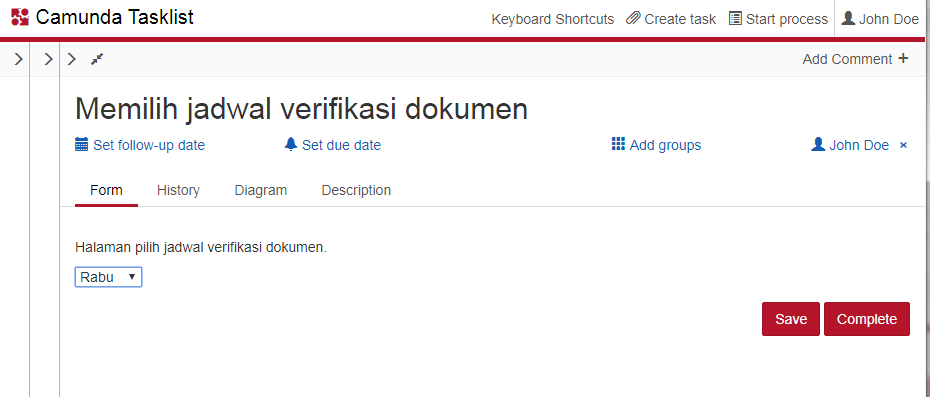 Camunda Tasklist
Keyboard Shortcuts Create task Start process John Doe
Add Comment +
Memilih jadwal verifikasi dokumen
Set follow-up date Set due date Add groups John Doe ×
Form History Diagram Description
Halaman pilih jadwal verifikasi dokumen.
Rabu
Save Complete